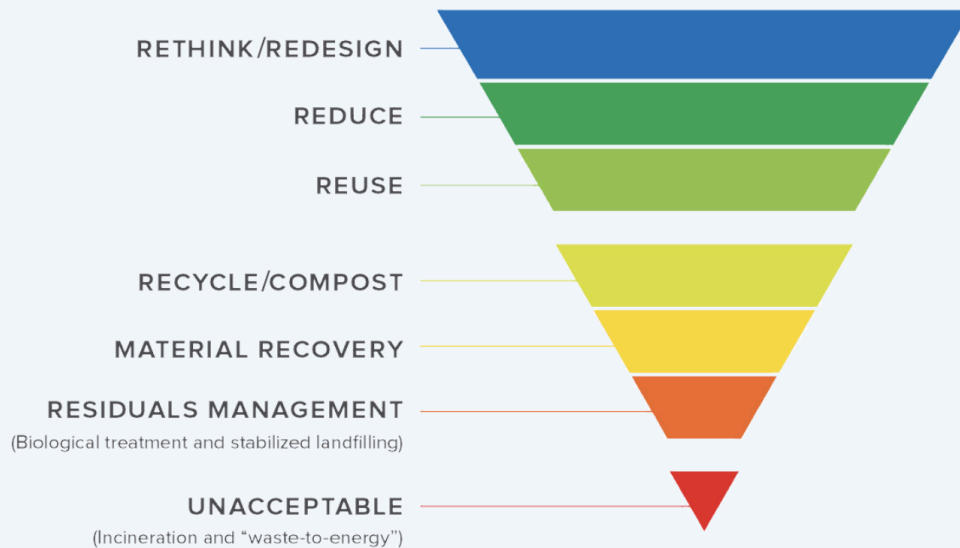 RETHINK/REDESIGN
REDUCE
REUSE
RECYCLE/COMPOST
MATERIAL RECOVERY
RESIDUALS MANAGEMENT
(Biological treatment and stabilized landfilling)
UNACCEPTABLE
(Incineration and “waste-to-energy”)